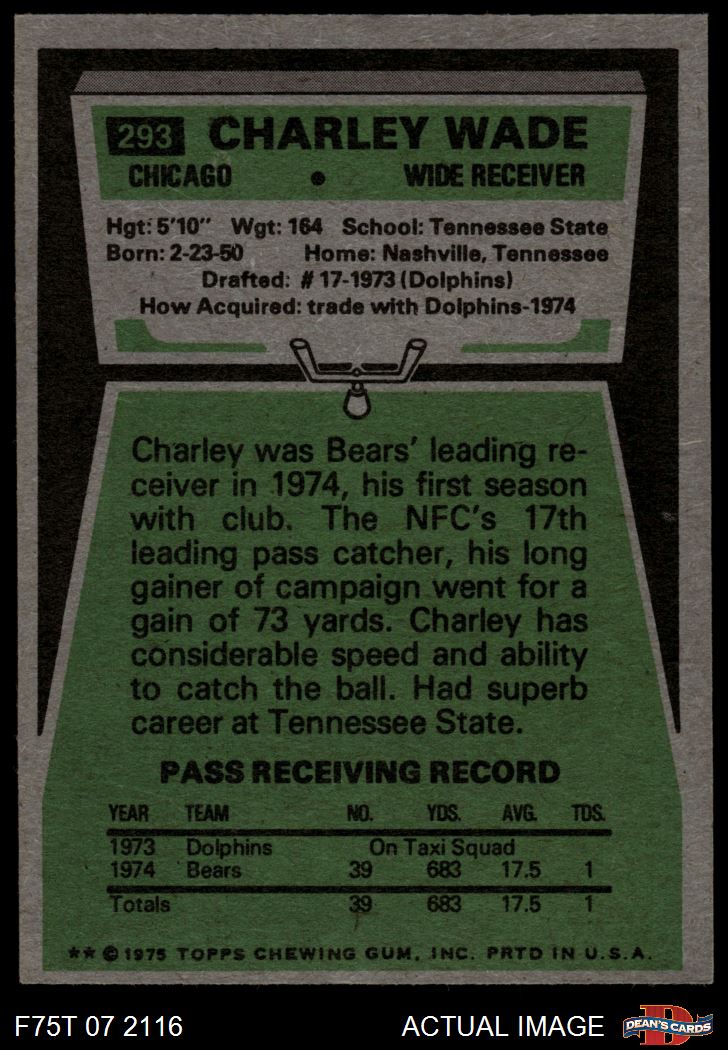 293 CHARLEY WADE
CHICAGO • WIDE RECEIVER
Hgt: 5'10" Wgt: 164 School: Tennessee State
Born: 2-23-50 Home: Nashville, Tennessee
Drafted: #17-1973 (Dolphins)
How Acquired: trade with Dolphins-1974
Charley was Bears' leading re-
ceiver in 1974, his first season
with club. The NFC's 17th
leading pass catcher, his long
gainer of campaign went for a
gain of 73 yards. Charley has
considerable speed and ability
to catch the ball. Had superb
career at Tennessee State.
PASS RECEIVING RECORD
YEAR TEAM NO. YDS. AVG. TDS.
1973 Dolphins On Taxi Squad
1974 Bears 39 683 17.5 1
Totals 39 683 17.5 1
** © 1975 TOPPS CHEWING GUM, INC. PRTD IN U.S.A.
F75T 07 2116 ACTUAL IMAGE D DEAN'S CARDS